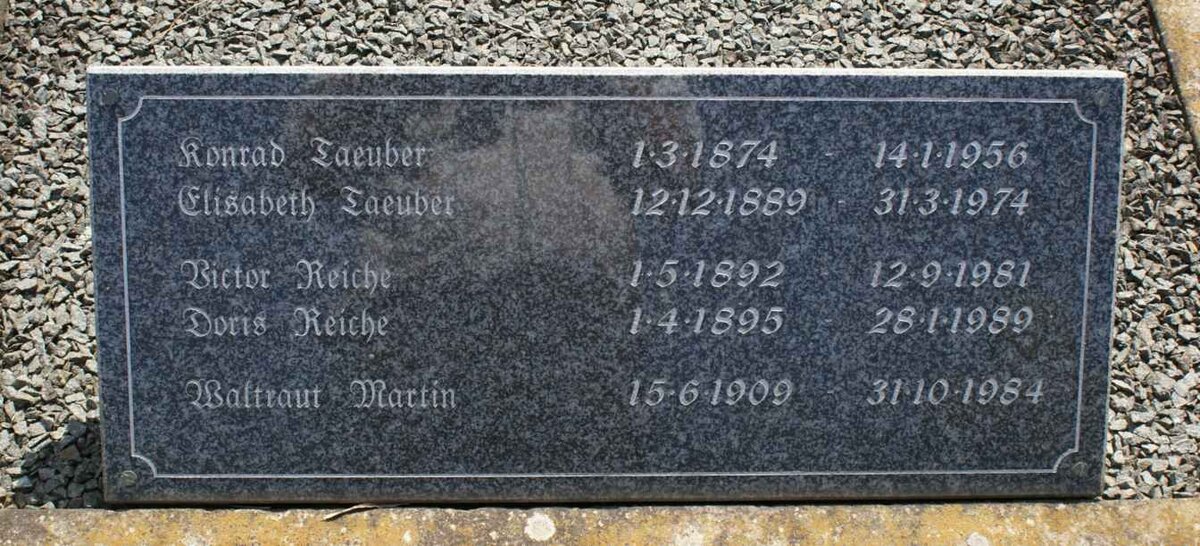 Konrad Taeuber 1·3·1874 - 14·1·1956
Elisabeth Taeuber 12·12·1889 - 31·3·1974
Victor Reiche 1·5·1892 - 12·9·1981
Doris Reiche 1·4·1895 - 28·1·1989
Waltraut Martin 15·6·1909 - 31·10·1984